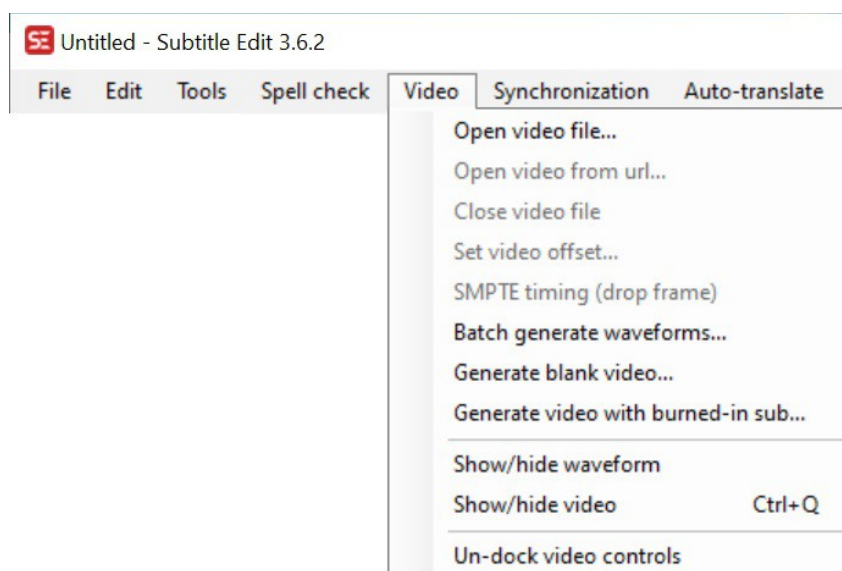 SE Untitled - Subtitle Edit 3.6.2
File Edit Tools Spell check Video Synchronization Auto-translate
Open video file...
Open video from url...
Close video file
Set video offset...
SMPTE timing (drop frame)
Batch generate waveforms...
Generate blank video...
Generate video with burned-in sub...
Show/hide waveform
Show/hide video Ctrl+Q
Un-dock video controls